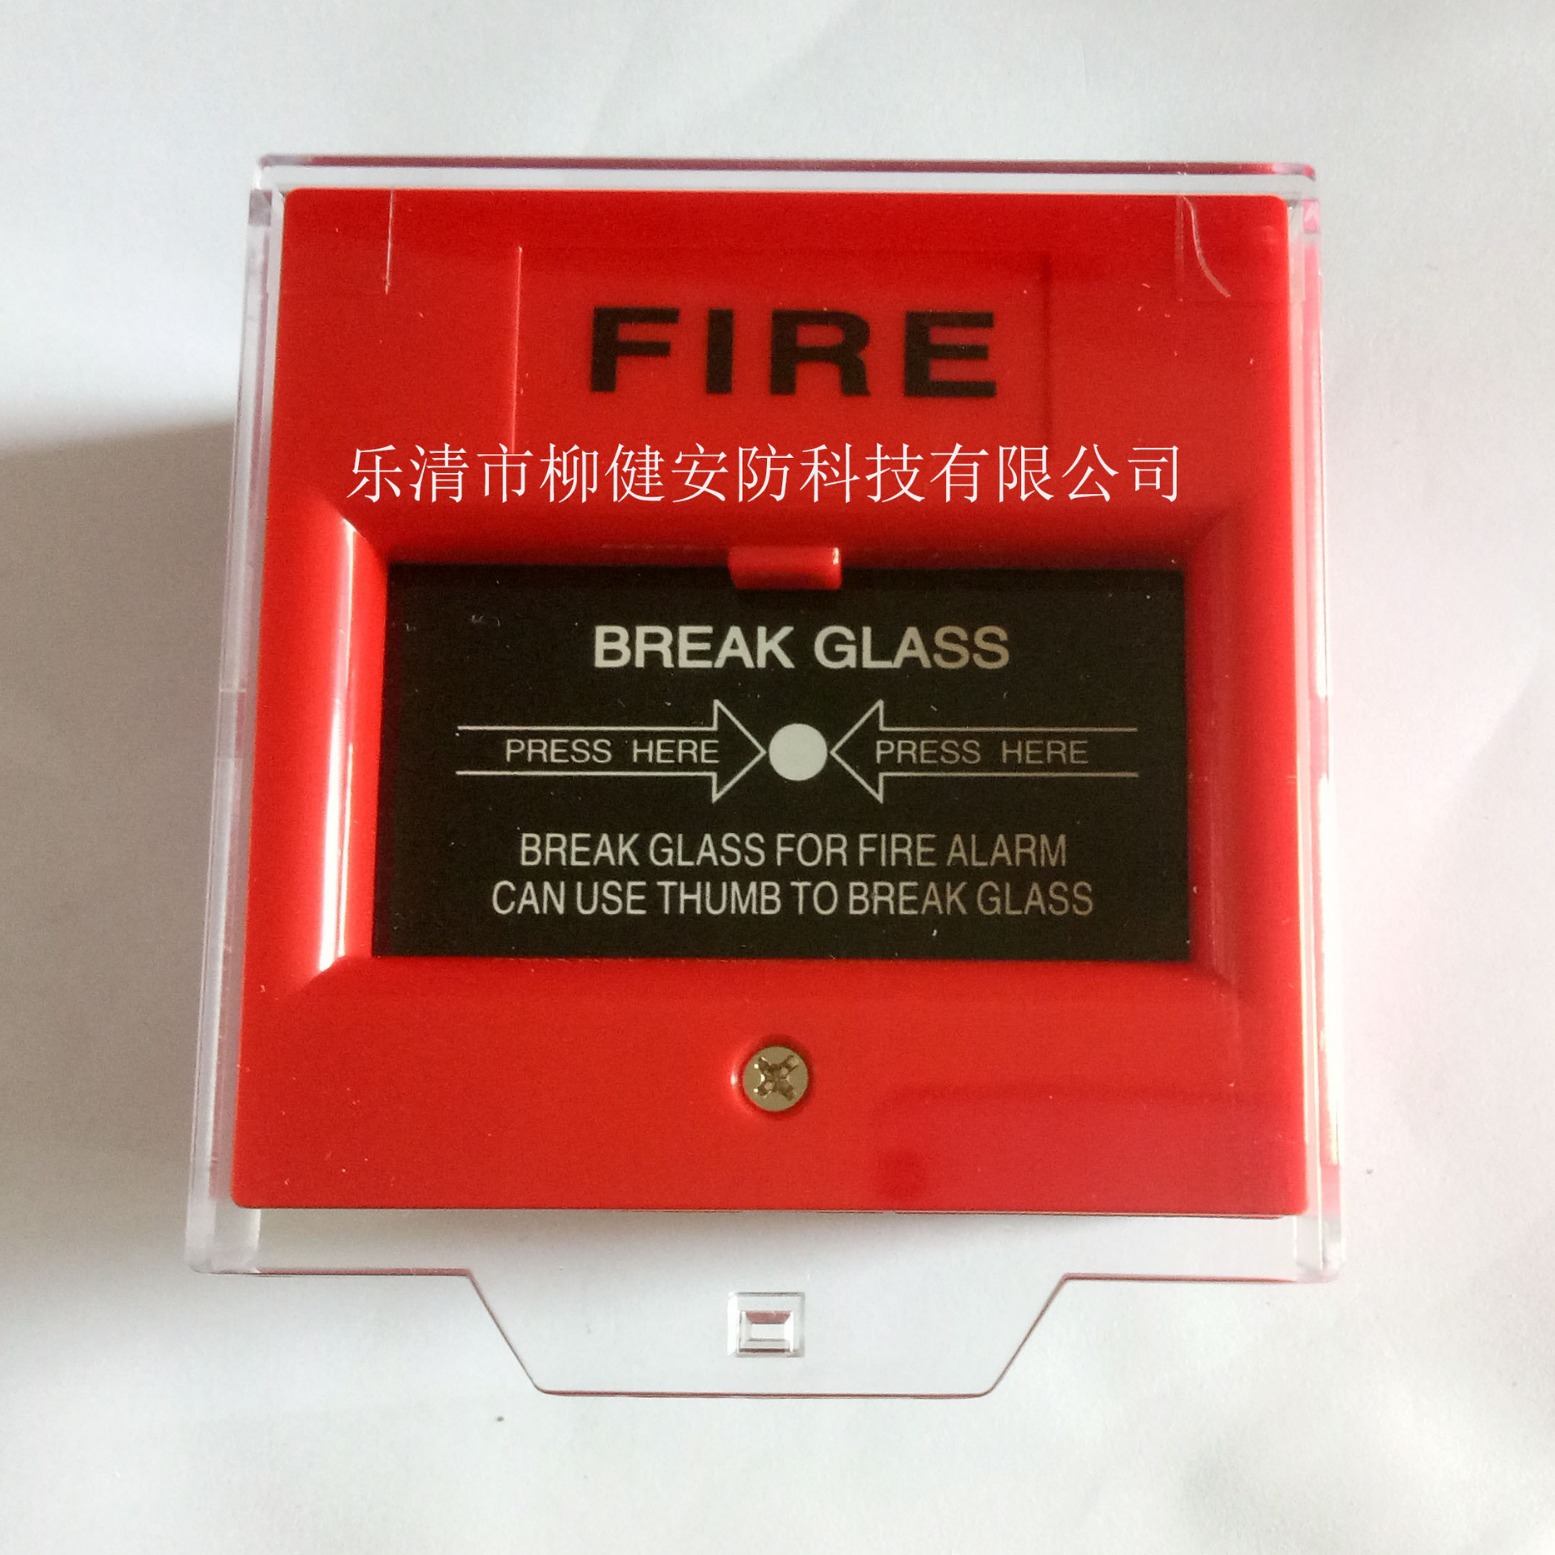 FIRE
乐清市柳健安防科技有限公司
BREAK GLASS
PRESS HERE PRESS HERE
BREAK GLASS FOR FIRE ALARM
CAN USE THUMB TO BREAK GLASS